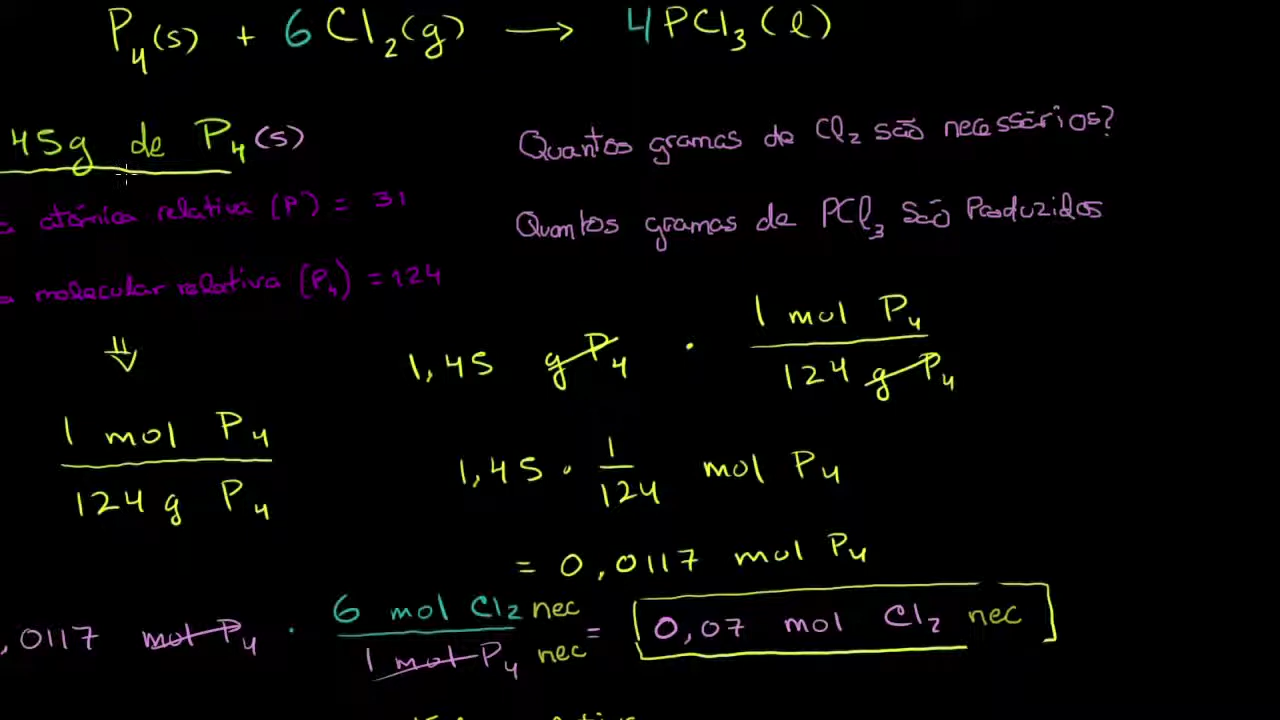 P₄(s) + 6Cl₂(g) → 4PCl₃(l)
45g de P₄(s)
Quantos gramas de Cl₂ são necessários?
a atómica relativa (P) = 31
Quantos gramas de PCl₃ são Produzidos
a molecular relativa (P₄) = 124
⇓
1 mol P₄
124 g P₄
1,45 g P₄ · 1 mol P₄
124 g P₄
1,45 · 1/124 mol P₄
= 0,0117 mol P₄
,0117 mol P₄ · 6 mol Cl₂ nec
1 mol P₄ nec
= 0,07 mol Cl₂ nec